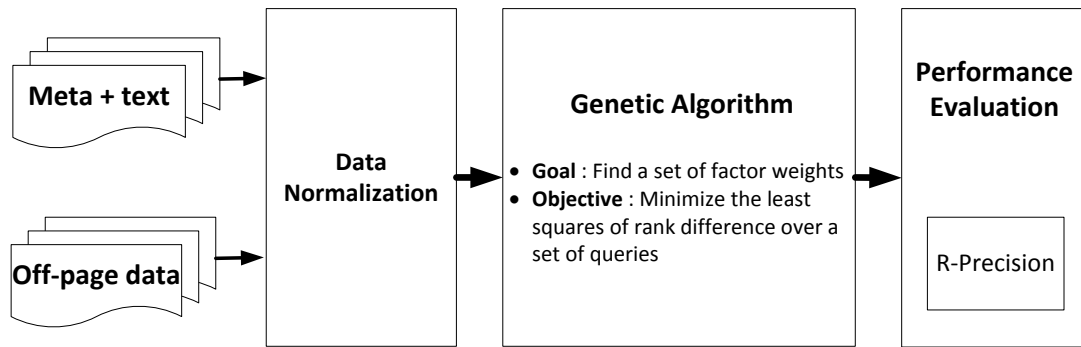 Meta + text
Off-page data
Data
Normalization
Genetic Algorithm
• Goal : Find a set of factor weights
• Objective : Minimize the least
squares of rank difference over a
set of queries
Performance
Evaluation
R-Precision